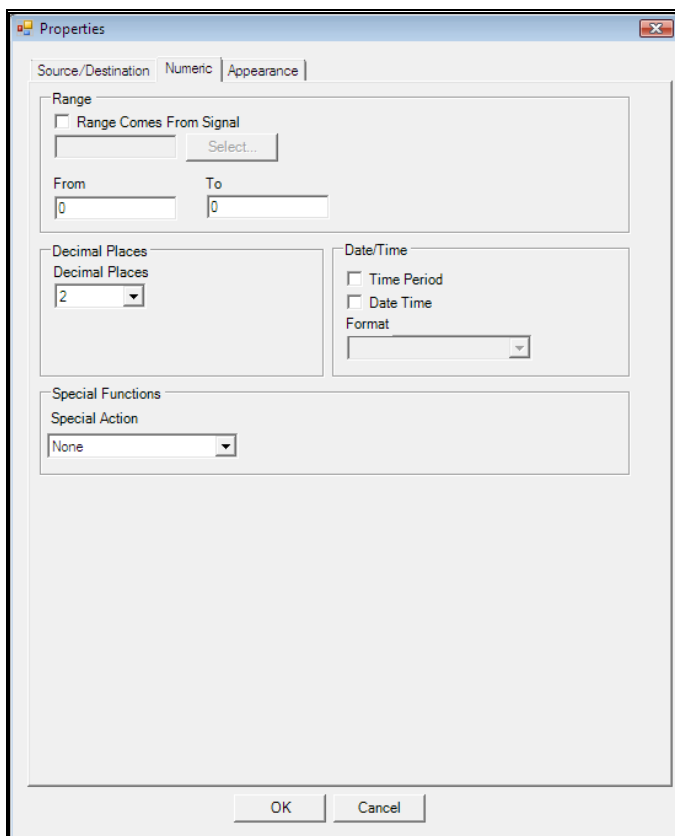 Properties
Source/Destination Numeric Appearance
Range
Range Comes From Signal
Select...
From To
0 0
Decimal Places Date/Time
Decimal Places
Time Period
2
Date Time
Format
Special Functions
Special Action
None
OK Cancel